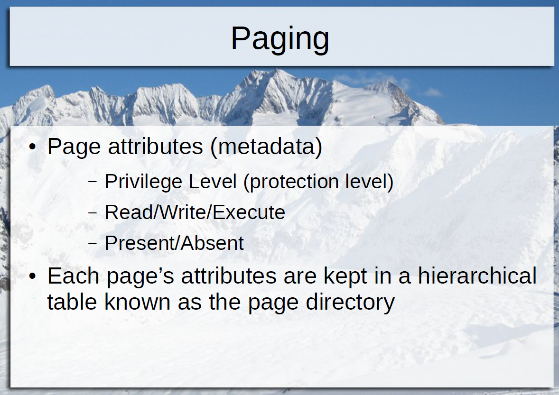 Paging
• Page attributes (metadata)
– Privilege Level (protection level)
– Read/Write/Execute
– Present/Absent
• Each page’s attributes are kept in a hierarchical
table known as the page directory